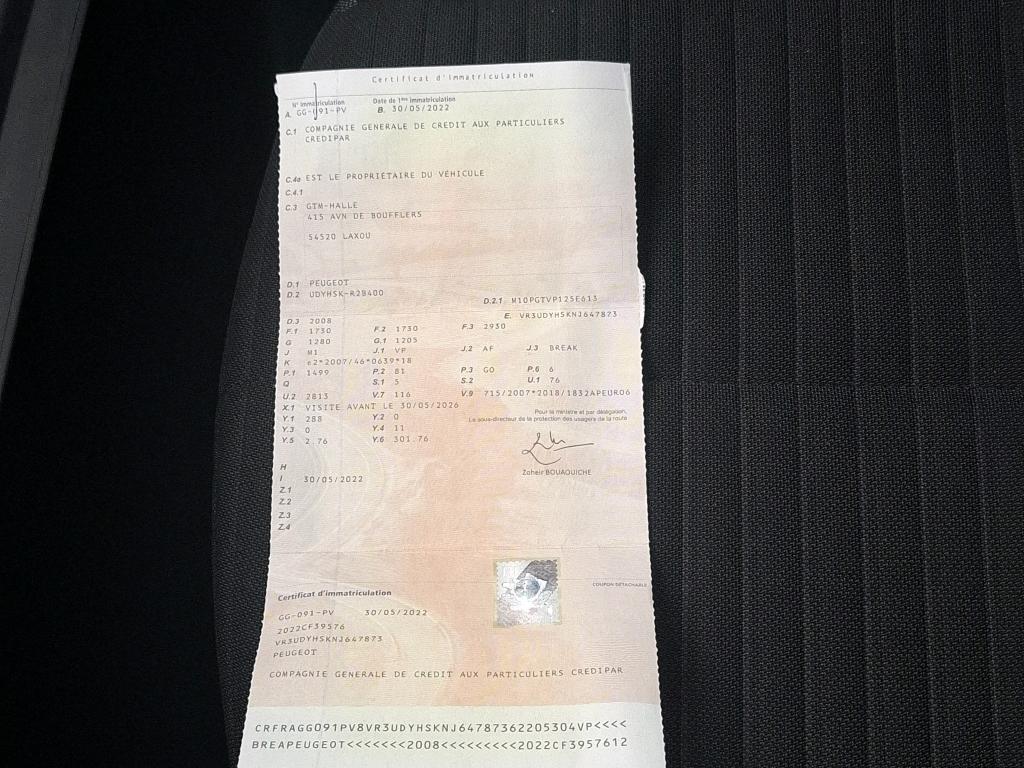 Certificat d'immatriculation
N° immatriculation Date de 1ère immatriculation
A. GG-091-PV B. 30/05/2022
C.1 COMPAGNIE GENERALE DE CREDIT AUX PARTICULIERS
CREDIPAR
C.4a EST LE PROPRIÉTAIRE DU VÉHICULE
C.4.1
C.3 GTM-HALLE
415 AVN DE BOUFFLERS
54520 LAXOU
D.1 PEUGEOT
D.2 UDYHSK-R2B400 D.2.1 M10PGTVP125E613
D.3 2008 E. VR3UDYHSKNJ647873
F.1 1730 F.2 1730 F.3 2930
G 1280 G.1 1205
J M1 J.1 VP J.2 AF J.3 BREAK
K e2*2007/46*0639*18
P.1 1499 P.2 81 P.3 GO P.6 6
Q S.1 5 S.2 U.1 76
U.2 2813 V.7 116 V.9 715/2007*2018/1832APEURO6
X.1 VISITE AVANT LE 30/05/2026
Y.1 288 Y.2 0
Y.3 0 Y.4 11
Y.5 2.76 Y.6 301.76
Pour la ministre et par délégation,
Le sous-directeur de la protection des usagers de la route
Zoheir BOUAOUICHE
H
I 30/05/2022
Z.1
Z.2
Z.3
Z.4
COUPON DÉTACHABLE
Certificat d'immatriculation
GG-091-PV 30/05/2022
2022CF39576
VR3UDYHSKNJ647873
PEUGEOT
COMPAGNIE GENERALE DE CREDIT AUX PARTICULIERS CREDIPAR
CRFRAGG091PV8VR3UDYHSKNJ64787362205304VP<<<<
BREAPEUGEOT<<<<<<<2008<<<<<<<<<2022CF3957612